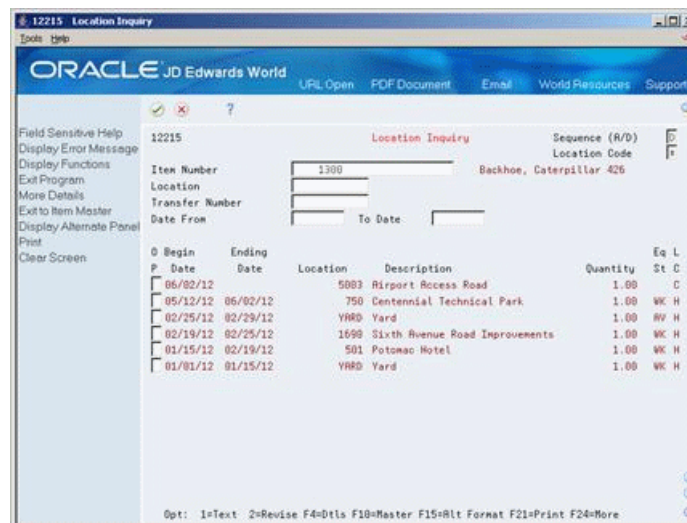 12215 Location Inquiry
Tools Help
ORACLE JD Edwards World
URL Open PDF Document Email World Resources Support
?
Field Sensitive Help
Display Error Message
Display Functions
Exit Program
More Details
Exit to Item Master
Display Alternate Panel
Print
Clear Screen
12215 Location Inquiry Sequence (A/D) D
Location Code *
Item Number 1300 Backhoe, Caterpillar 426
Location
Transfer Number
Date From To Date
O Begin Ending Eq L
P Date Date Location Description Quantity St C
06/02/12 5003 Airport Access Road 1.00 C
05/12/12 06/02/12 750 Centennial Technical Park 1.00 WK H
02/25/12 02/29/12 YARD Yard 1.00 AV H
02/19/12 02/25/12 1690 Sixth Avenue Road Improvements 1.00 WK H
01/15/12 02/19/12 501 Potomac Hotel 1.00 WK H
01/01/12 01/15/12 YARD Yard 1.00 WK H
Opt: 1=Text 2=Revise F4=Dtls F10=Master F15=Alt Format F21=Print F24=More